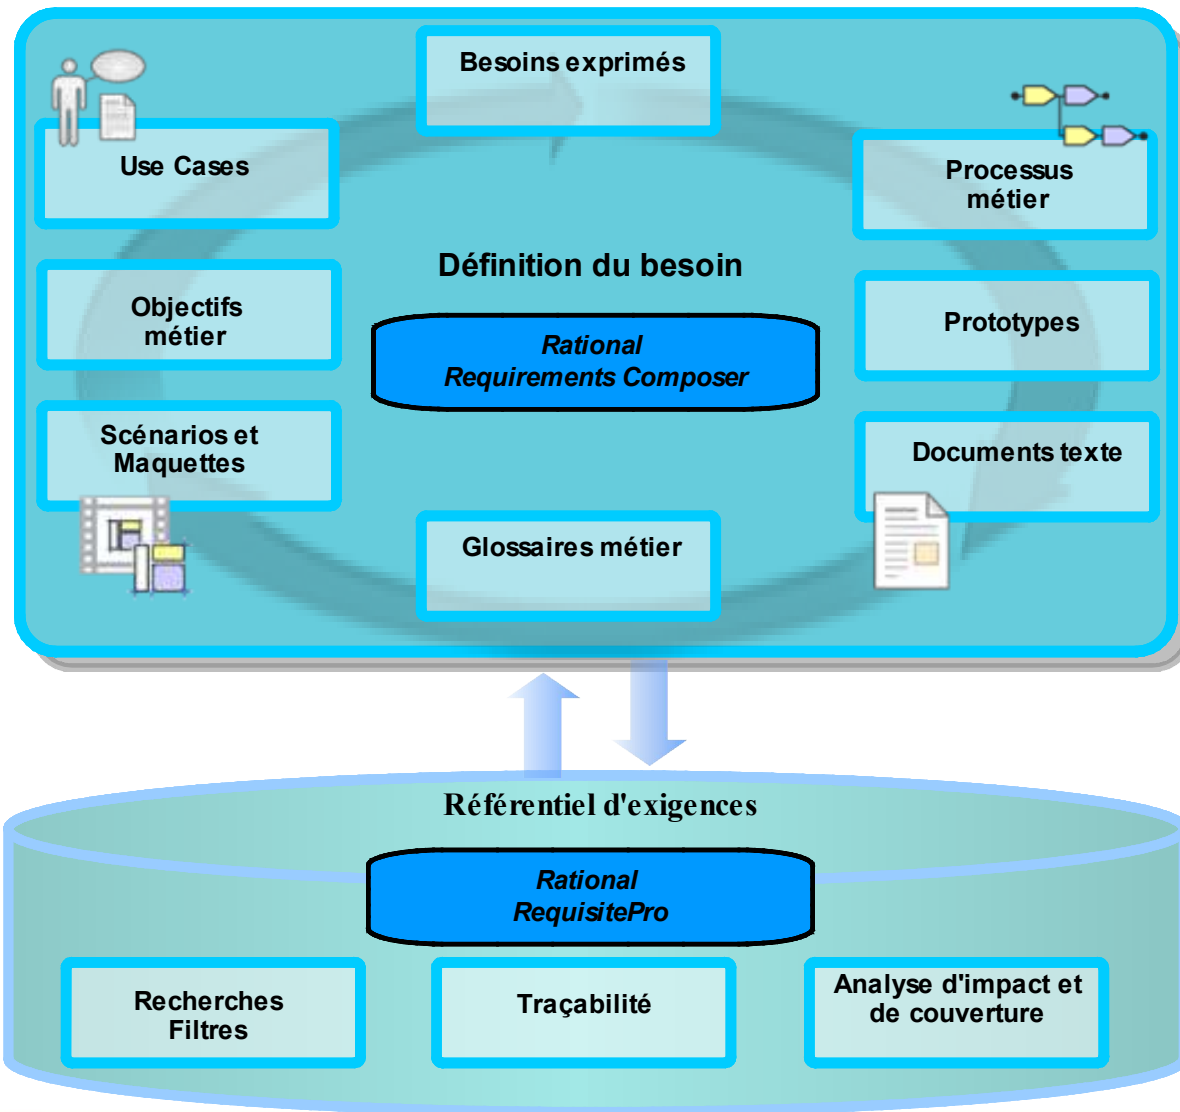 Besoins exprimés
Use Cases
Processus
métier
Définition du besoin
Objectifs
métier
Prototypes
Rational
Requirements Composer
Scénarios et
Maquettes
Documents texte
Glossaires métier
Référentiel d'exigences
Rational
RequisitePro
Recherches
Filtres
Traçabilité
Analyse d'impact et
de couverture